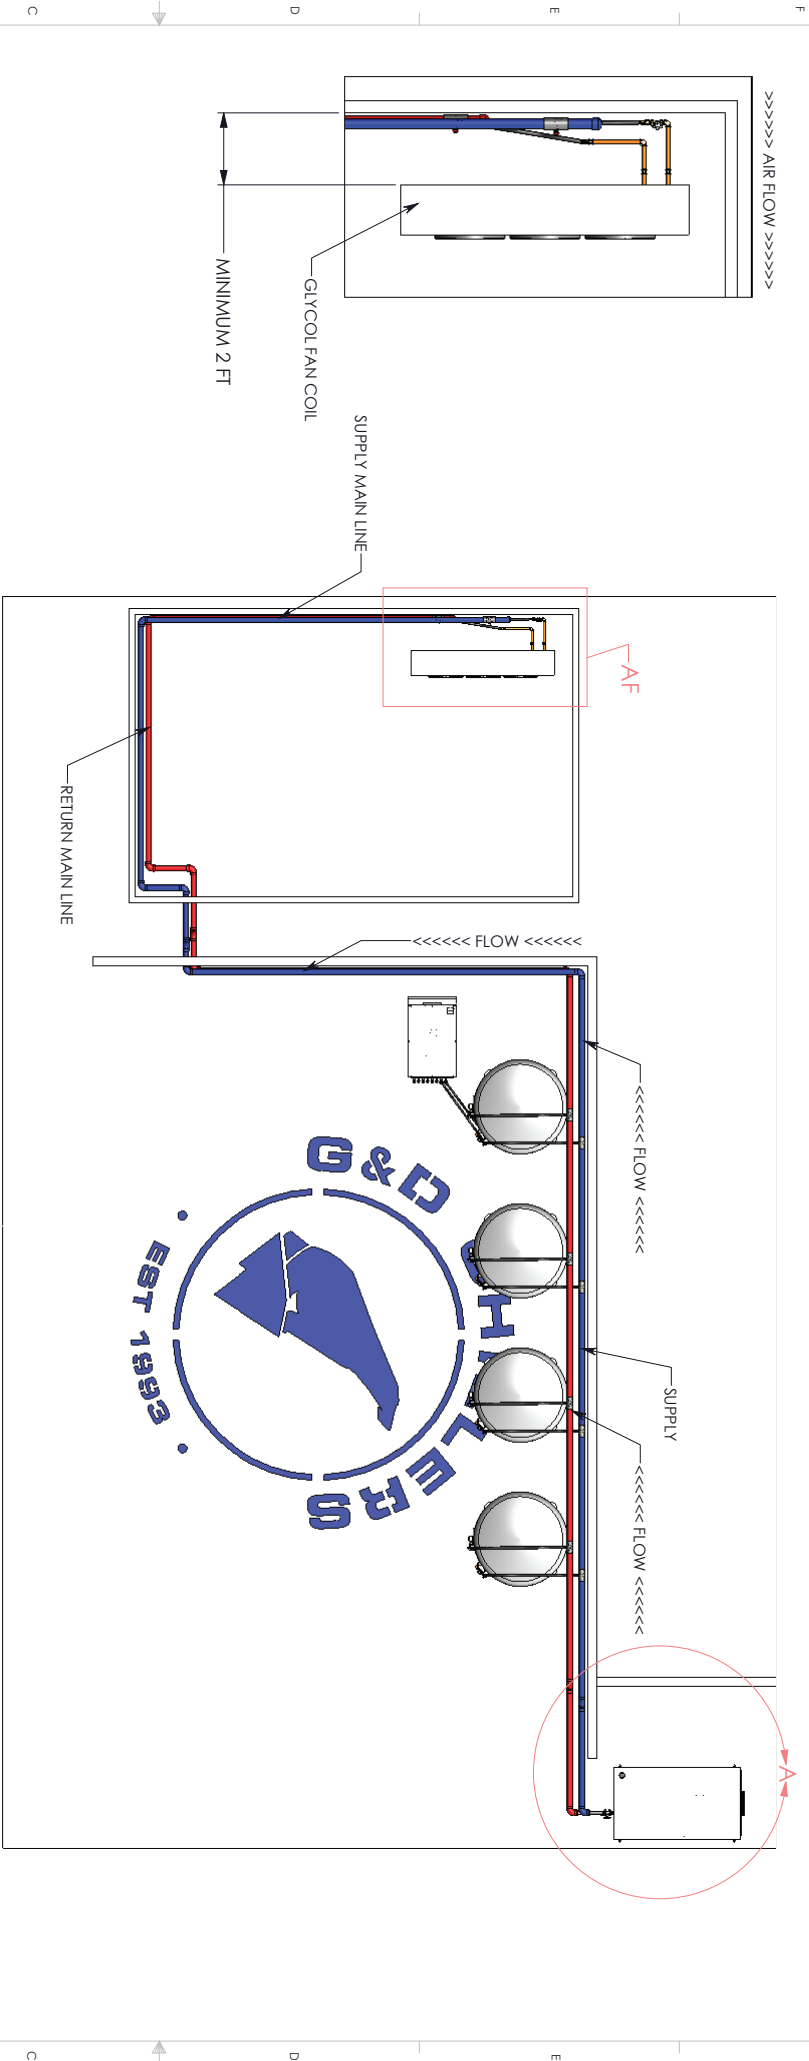 C
D
E
F
>>>>>> AIR FLOW >>>>>>
GLYCOL FAN COIL
MINIMUM 2 FT
SUPPLY MAIN LINE
AF
RETURN MAIN LINE
<<<<<< FLOW <<<<<<
<<<<<< FLOW <<<<<<
SUPPLY
<<<<<< FLOW <<<<<<
G&D CHILLERS
• EST 1993 •
A
C
D
E